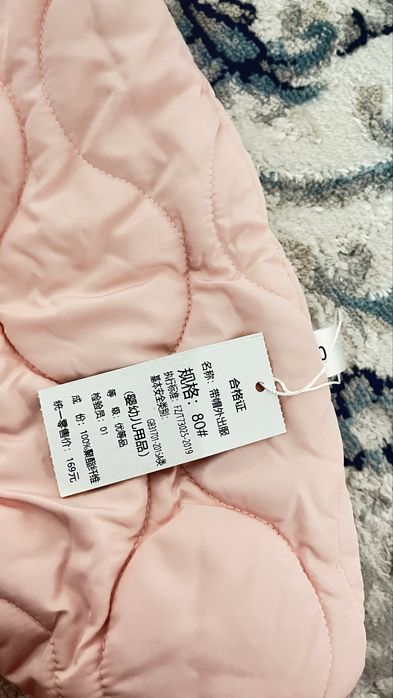 合格证
名称：带帽外出服
规格：80#
执行标准：FZ/T73025-2019
基本安全类别：
GB31701-2015A类
(婴幼儿用品)
等 级：优等品
检验员：01
成 份：100%聚酯纤维
统一零售价：169元